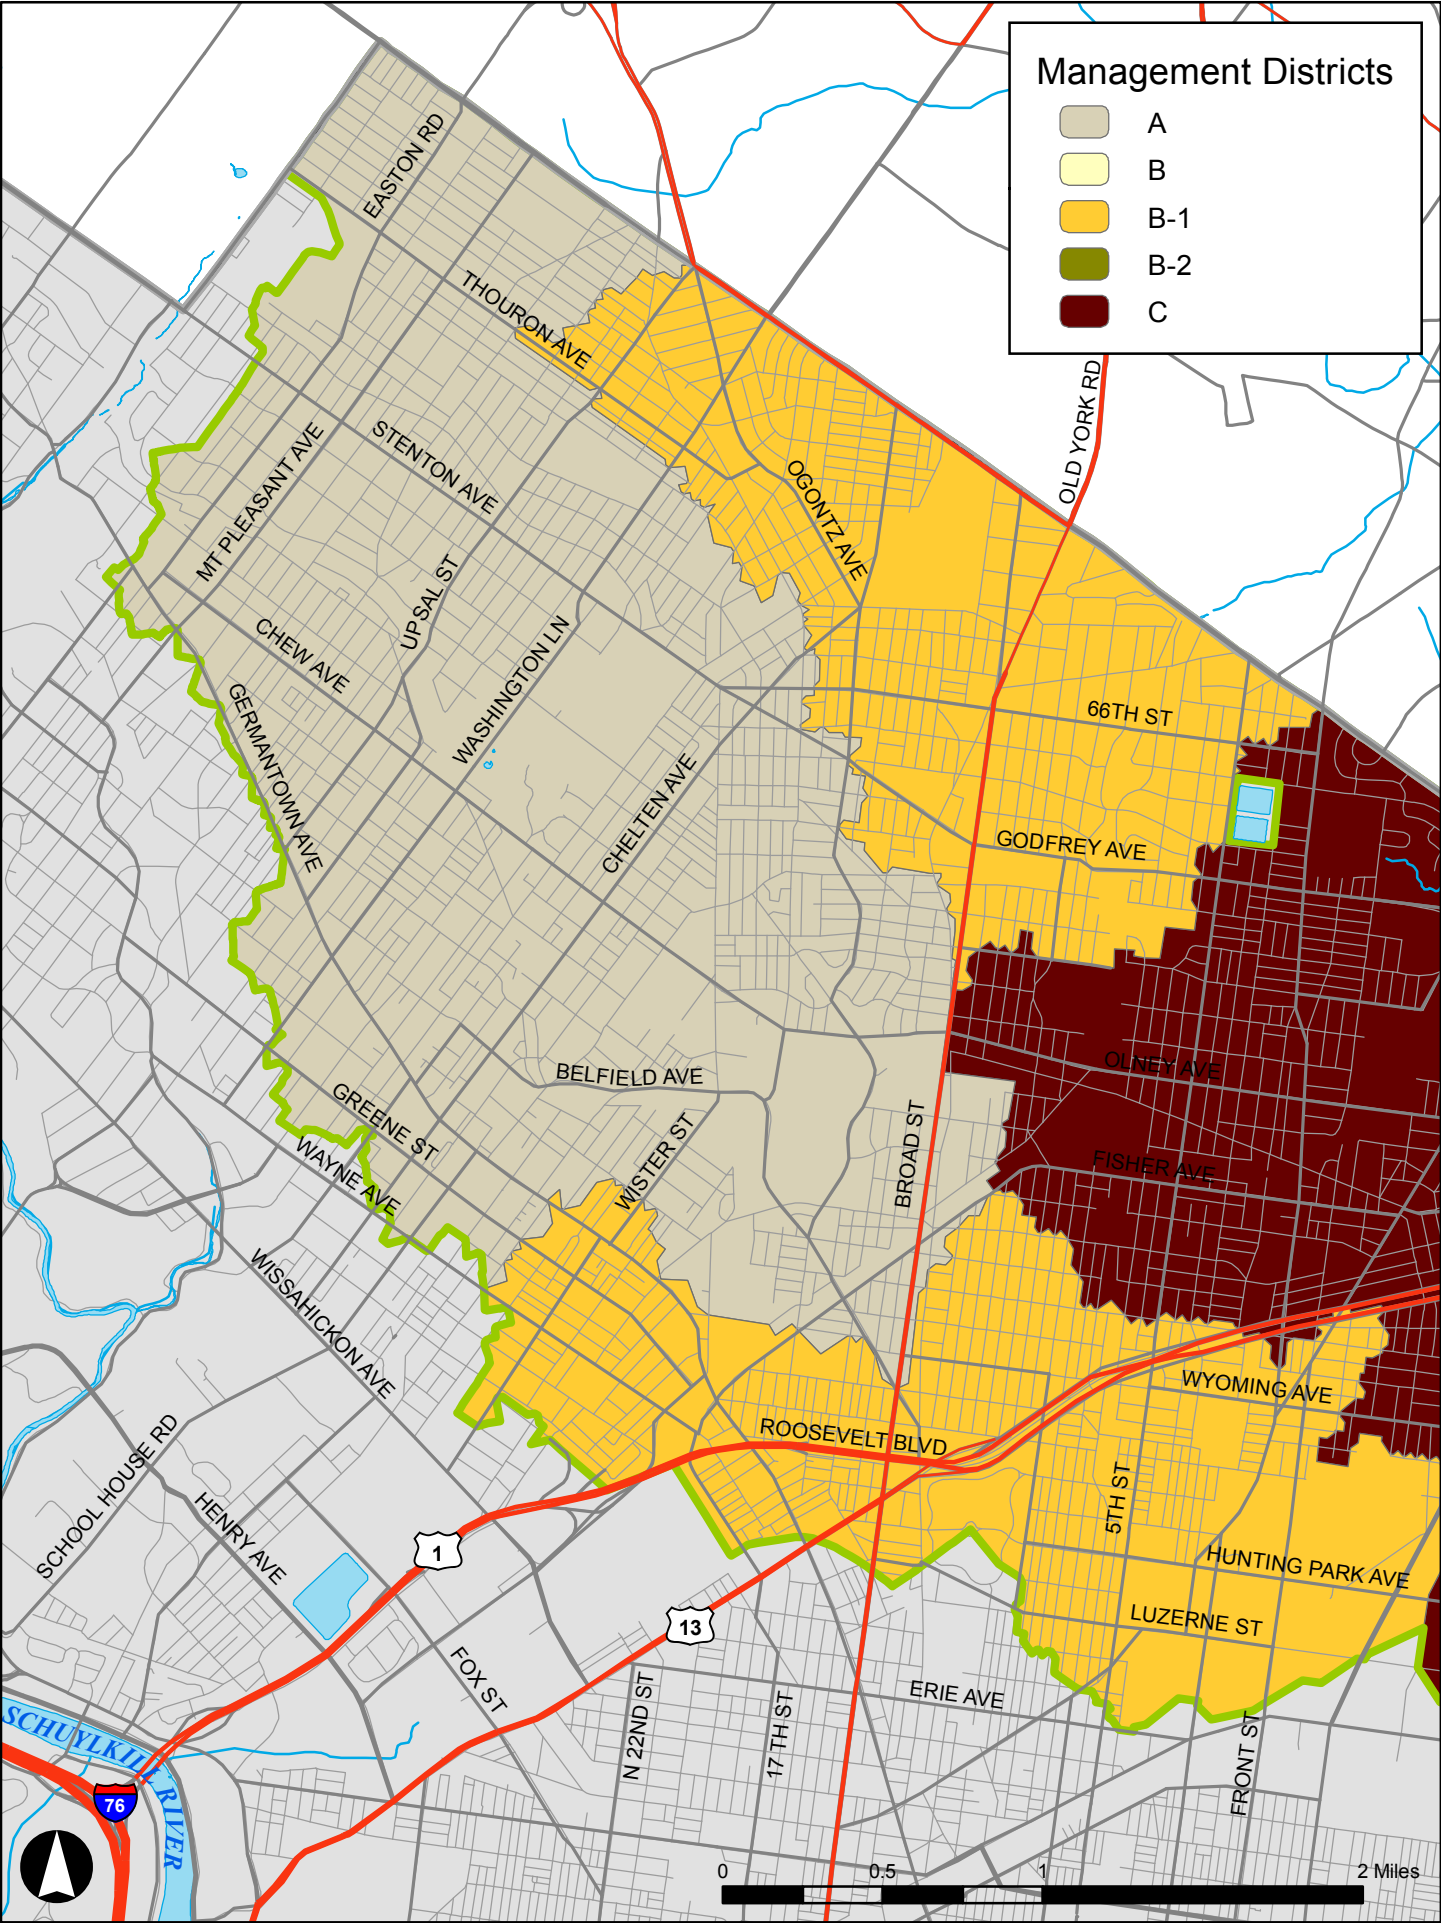 Management Districts
A
B
B-1
B-2
C
EASTON RD
THOURON AVE
OLD YORK RD
STENTON AVE
MT PLEASANT AVE
OGONTZ AVE
UPSAL ST
CHEW AVE
WASHINGTON LN
GERMANTOWN AVE
66TH ST
CHELTEN AVE
GODFREY AVE
BELFIELD AVE
OLNEY AVE
GREENE ST
WISTER ST
BROAD ST
FISHER AVE
WAYNE AVE
WISSAHICKON AVE
WYOMING AVE
ROOSEVELT BLVD
SCHOOL HOUSE RD
HENRY AVE
5TH ST
1
HUNTING PARK AVE
13
LUZERNE ST
FOX ST
ERIE AVE
N 22ND ST
17 TH ST
FRONT ST
SCHUYLKILL RIVER
76
0 0.5 1 2 Miles